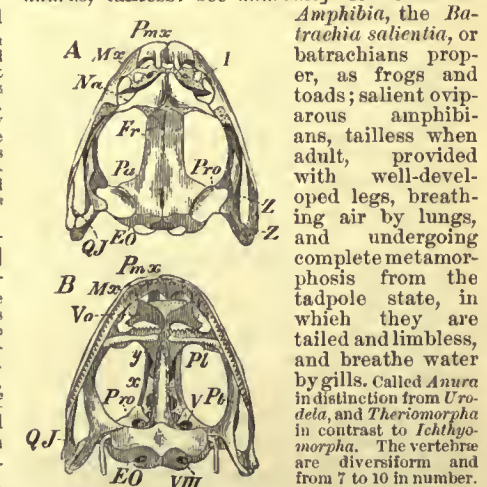 Amphibia, the Ba-
trachia salientia, or
batrachians prop-
er, as frogs and
toads; salient ovip-
arous amphibi-
ans, tailless when
adult, provided
with well-devel-
oped legs, breath-
ing air by lungs,
and undergoing
complete metamor-
phosis from the
tadpole state, in
which they are
tailed and limbless,
and breathe water
by gills. Called Anura
in distinction from Uro-
dela, and Theriomorpha
in contrast to Ichthyo-
morpha. The vertebræ
are diversiform and
from 7 to 10 in number.
Pmx
A Mx 1
Na
Fr
Pa Pro
Z
QJ EO Z
Pmx
B Mx
Vo
y Pl
x
Pro V Pt
QJ
EO VIII